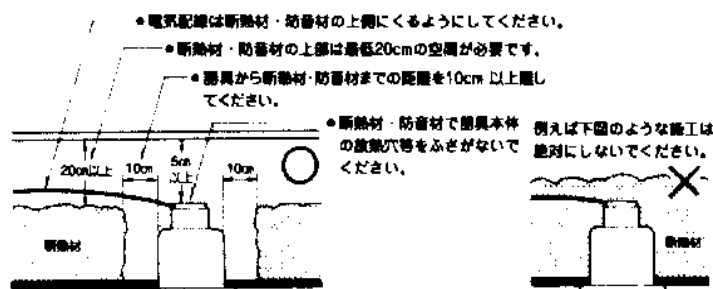 ●電気配線は断熱材・防音材の上側にくるようにしてください。
●断熱材・防音材の上部は最低20cmの空間が必要です。
●器具から断熱材・防音材までの距離を10cm 以上離し
てください。
●断熱材・防音材で器具本体
の放熱穴等をふさがないで
ください。
例えば下図のような施工は
絶対にしないでください。
20cm以上
10cm
5cm
以上
10cm
断熱材
断熱材